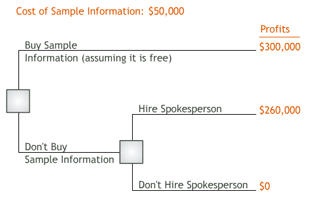 Cost of Sample Information: $50,000
Profits
Buy Sample
Information (assuming it is free)
$300,000
Hire Spokesperson
$260,000
Don't Buy
Sample Information
Don't Hire Spokesperson
$0